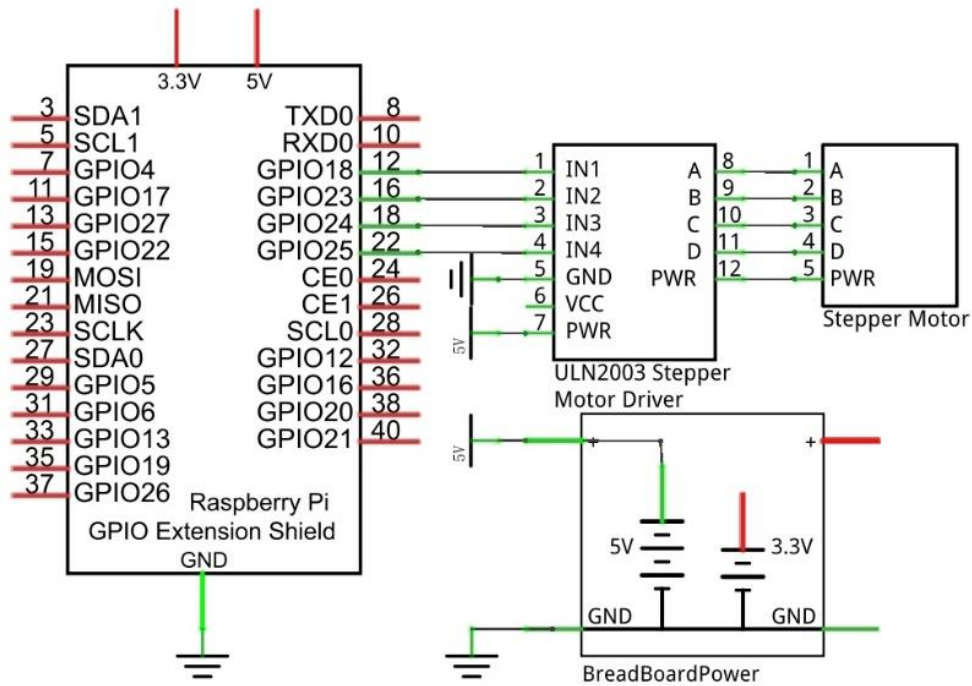 3.3V 5V
3 SDA1 TXD0 8
5 SCL1 RXD0 10
7 GPIO4 GPIO18 12
11 GPIO17 GPIO23 16
13 GPIO27 GPIO24 18
15 GPIO22 GPIO25 22
19 MOSI CE0 24
21 MISO CE1 26
23 SCLK SCL0 28
27 SDA0 GPIO12 32
29 GPIO5 GPIO16 36
31 GPIO6 GPIO20 38
33 GPIO13 GPIO21 40
35 GPIO19
37 GPIO26
Raspberry Pi
GPIO Extension Shield
GND
1 IN1 A 8
2 IN2 B 9
3 IN3 C 10
4 IN4 D 11
5 GND PWR 12
6 VCC
7 PWR
5V
ULN2003 Stepper
Motor Driver
1 A
2 B
3 C
4 D
5 PWR
Stepper Motor
5V
+ +
5V 3.3V
GND GND
BreadBoardPower